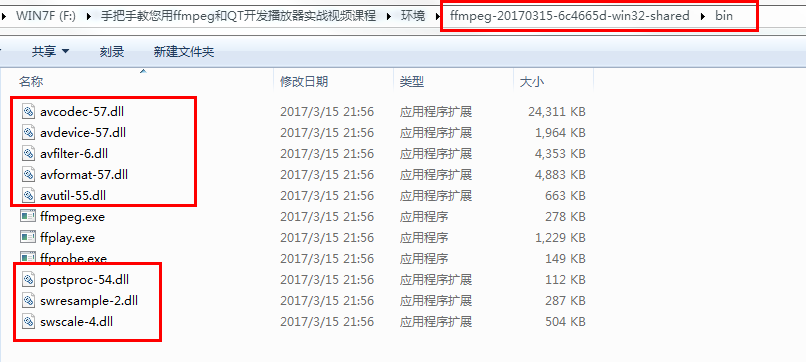 WIN7F (F:) 手把手教您用ffmpeg和QT开发播放器实战视频课程 环境 ffmpeg-20170315-6c4665d-win32-shared bin
共享 刻录 新建文件夹
名称 修改日期 类型 大小
avcodec-57.dll 2017/3/15 21:56 应用程序扩展 24,311 KB
avdevice-57.dll 2017/3/15 21:56 应用程序扩展 1,964 KB
avfilter-6.dll 2017/3/15 21:56 应用程序扩展 4,353 KB
avformat-57.dll 2017/3/15 21:56 应用程序扩展 4,883 KB
avutil-55.dll 2017/3/15 21:56 应用程序扩展 663 KB
ffmpeg.exe 2017/3/15 21:56 应用程序 278 KB
ffplay.exe 2017/3/15 21:56 应用程序 1,229 KB
ffprobe.exe 2017/3/15 21:56 应用程序 149 KB
postproc-54.dll 2017/3/15 21:56 应用程序扩展 112 KB
swresample-2.dll 2017/3/15 21:56 应用程序扩展 287 KB
swscale-4.dll 2017/3/15 21:56 应用程序扩展 504 KB